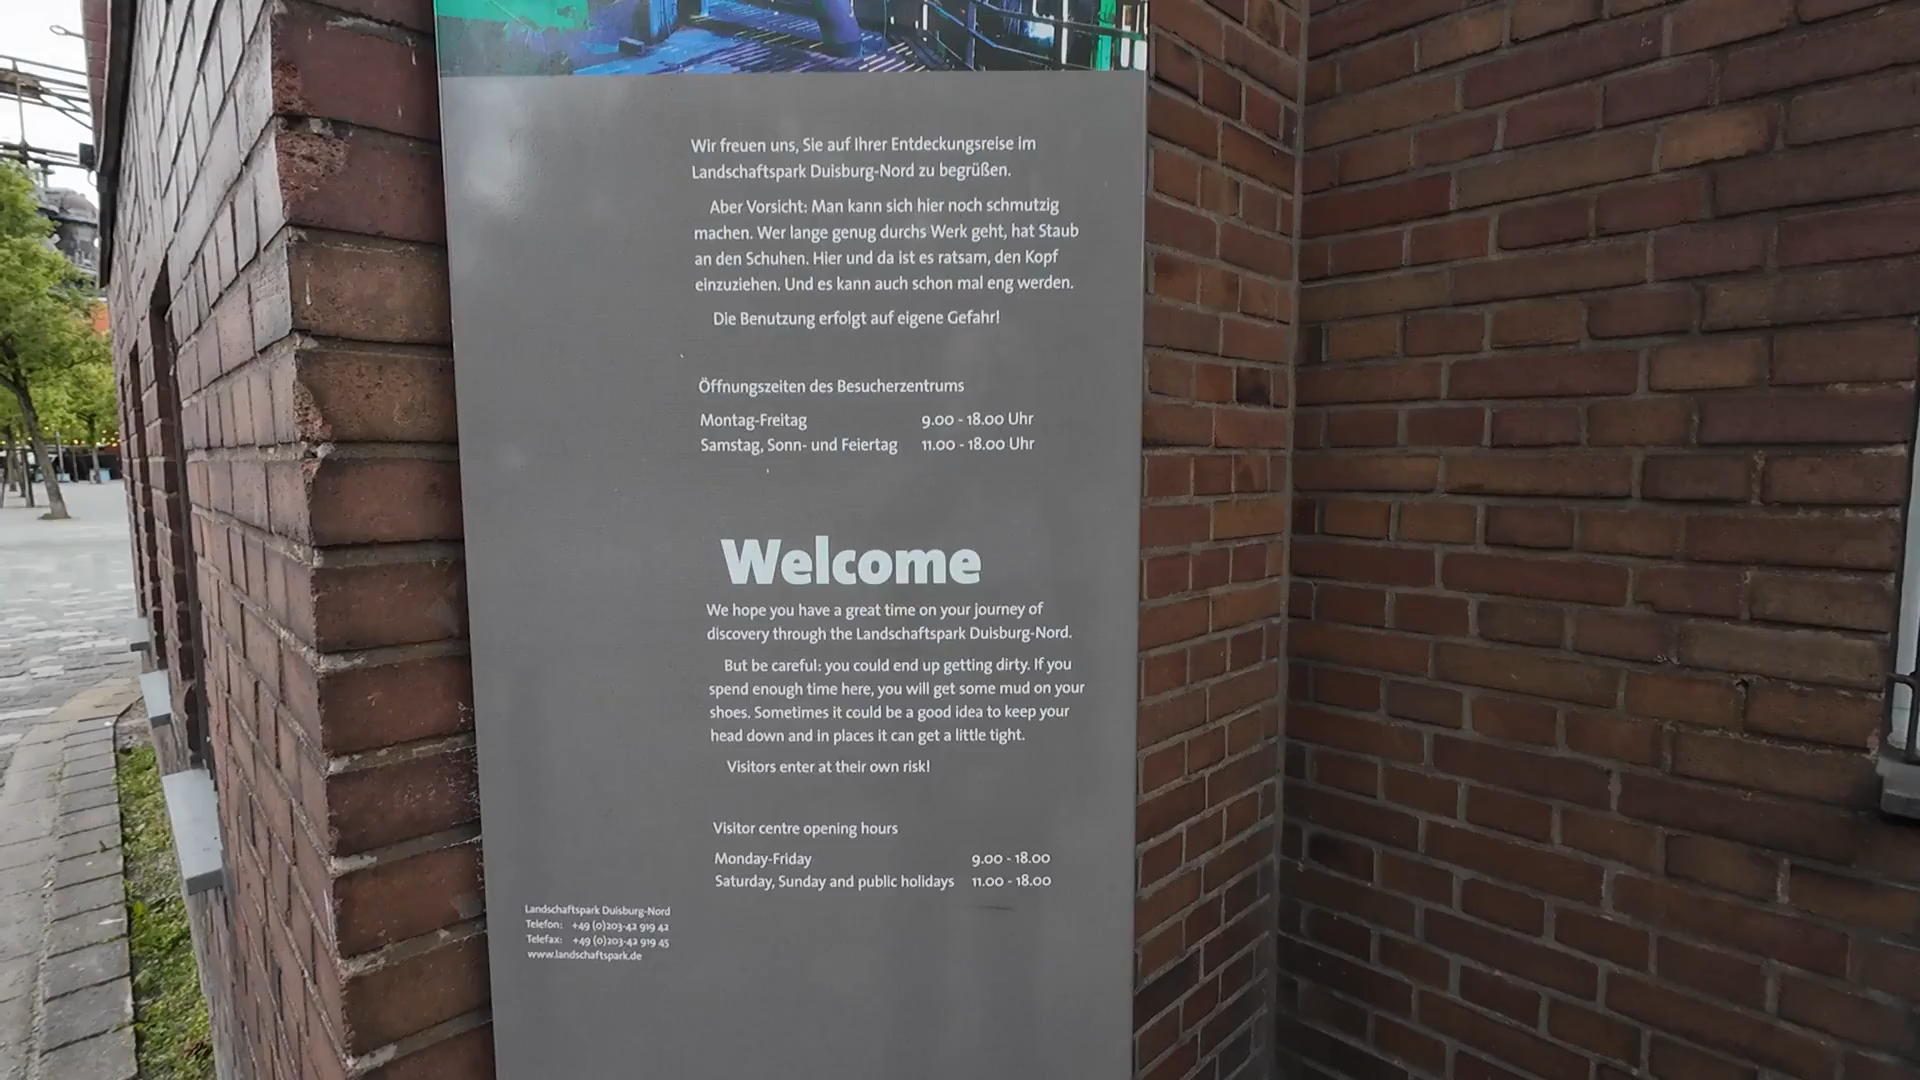 Wir freuen uns, Sie auf Ihrer Entdeckungsreise im
Landschaftspark Duisburg-Nord zu begrüßen.
Aber Vorsicht: Man kann sich hier noch schmutzig
machen. Wer lange genug durchs Werk geht, hat Staub
an den Schuhen. Hier und da ist es ratsam, den Kopf
einzuziehen. Und es kann auch schon mal eng werden.
Die Benutzung erfolgt auf eigene Gefahr!
Öffnungszeiten des Besucherzentrums
Montag-Freitag 9.00 - 18.00 Uhr
Samstag, Sonn- und Feiertag 11.00 - 18.00 Uhr
Welcome
We hope you have a great time on your journey of
discovery through the Landschaftspark Duisburg-Nord.
But be careful: you could end up getting dirty. If you
spend enough time here, you will get some mud on your
shoes. Sometimes it could be a good idea to keep your
head down and in places it can get a little tight.
Visitors enter at their own risk!
Visitor centre opening hours
Monday-Friday 9.00 - 18.00
Saturday, Sunday and public holidays 11.00 - 18.00
Landschaftspark Duisburg-Nord
Telefon: +49 (0)203-42 919 42
Telefax: +49 (0)203-42 919 45
www.landschaftspark.de